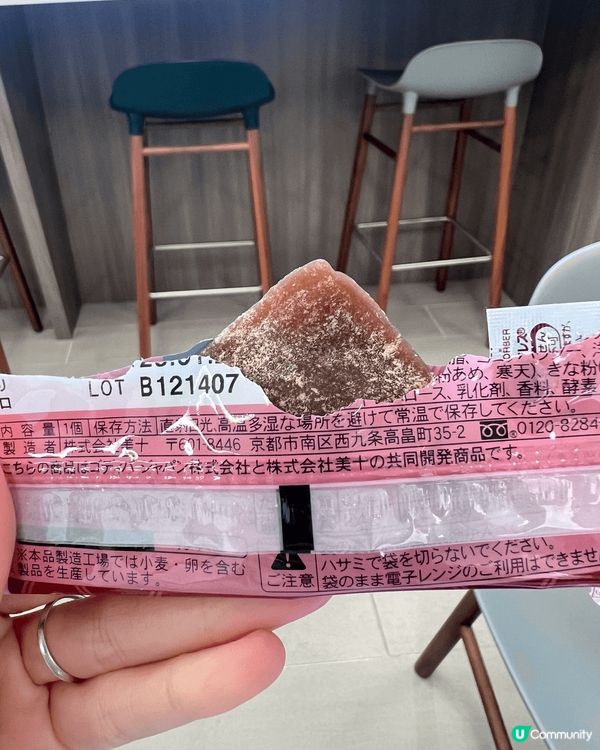 LOT B121407
粉あめ、寒天)、きな粉
ロース、乳化剤、香料、酵素
内 容 量 1個 保存方法 直射日光、高温多湿な場所を避けて常温で保存してください。
製 造 者 株式会社美十 〒601-8446 京都市南区西九条高畠町35-2 0120-8284
こちらの商品はゴディバジャパン株式会社と株式会社美十の共同開発商品です。
※本品製造工場では小麦・卵を含む
製品を生産しています。
ご注意
ハサミで袋を切らないでください。
袋のまま電子レンジのご利用はできませ
U Community